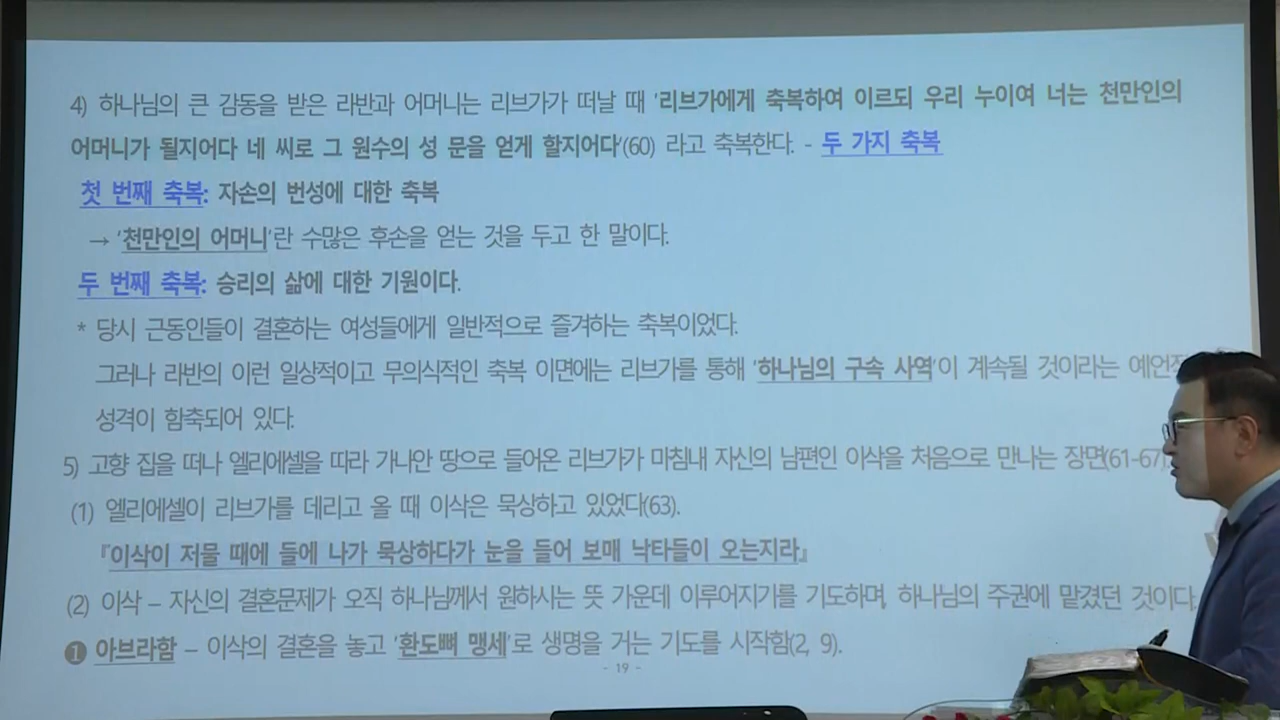 4) 하나님의 큰 감동을 받은 라반과 어머니는 리브가가 떠날 때 '리브가에게 축복하여 이르되 우리 누이여 너는 천만인의
어머니가 될지어다 네 씨로 그 원수의 성 문을 얻게 할지어다'(60) 라고 축복한다. - 두 가지 축복
첫 번째 축복: 자손의 번성에 대한 축복
→ '천만인의 어머니'란 수많은 후손을 얻는 것을 두고 한 말이다.
두 번째 축복: 승리의 삶에 대한 기원이다.
* 당시 근동인들이 결혼하는 여성들에게 일반적으로 즐겨하는 축복이었다.
그러나 라반의 이런 일상적이고 무의식적인 축복 이면에는 리브가를 통해 '하나님의 구속 사역'이 계속될 것이라는
성격이 함축되어 있다.
5) 고향 집을 떠나 엘리에셀을 따라 가나안 땅으로 들어온 리브가가 마침내 자신의 남편인 이삭을 처음으로 만나는 장면(61-67)
(1) 엘리에셀이 리브가를 데리고 올 때 이삭은 묵상하고 있었다(63).
『이삭이 저물 때에 들에 나가 묵상하다가 눈을 들어 보매 낙타들이 오는지라』
(2) 이삭 – 자신의 결혼문제가 오직 하나님께서 원하시는 뜻 가운데 이루어지기를 기도하며, 하나님의 주권에 맡겼던 것이다.
❶ 아브라함 – 이삭의 결혼을 놓고 '환도뼈 맹세'로 생명을 거는 기도를 시작함(2, 9).
- 19 -